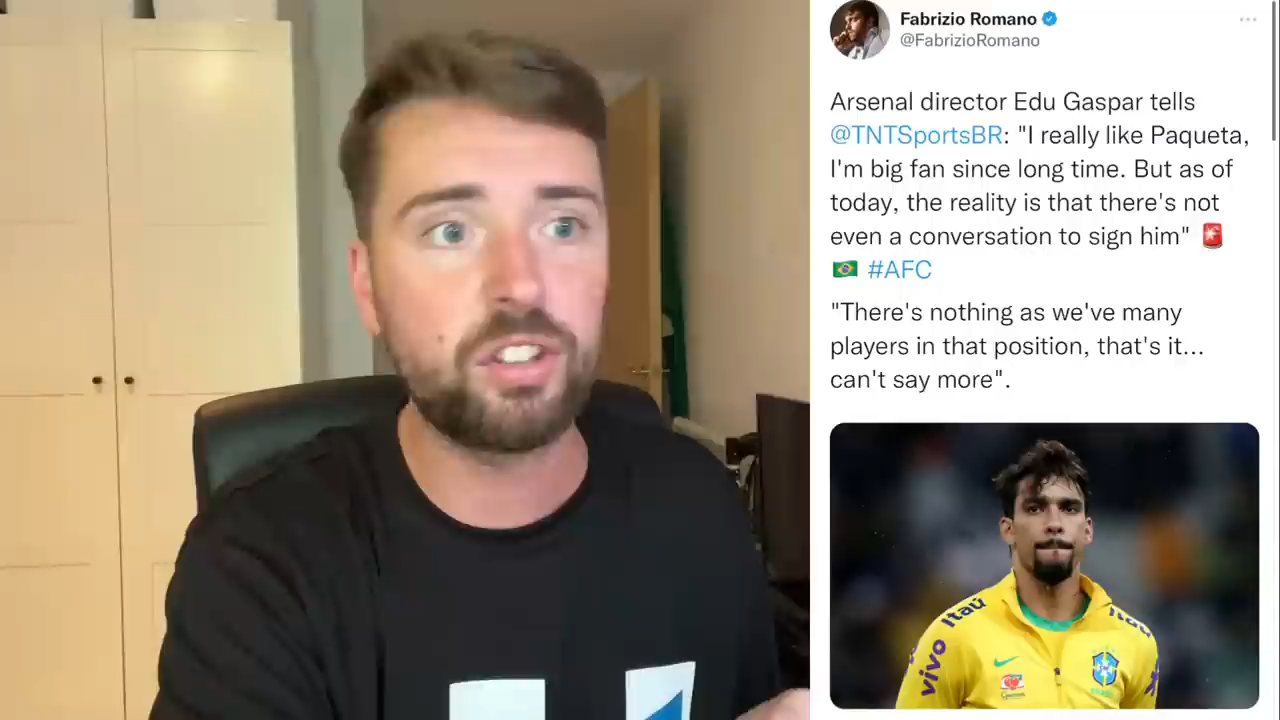 Fabrizio Romano
@FabrizioRomano
Arsenal director Edu Gaspar tells
@TNTSportsBR: "I really like Paqueta,
I'm big fan since long time. But as of
today, the reality is that there's not
even a conversation to sign him" 🚨
🇧🇷 #AFC
"There's nothing as we've many
players in that position, that's it...
can't say more".
vivo
Itaú
Itaú
BRASIL